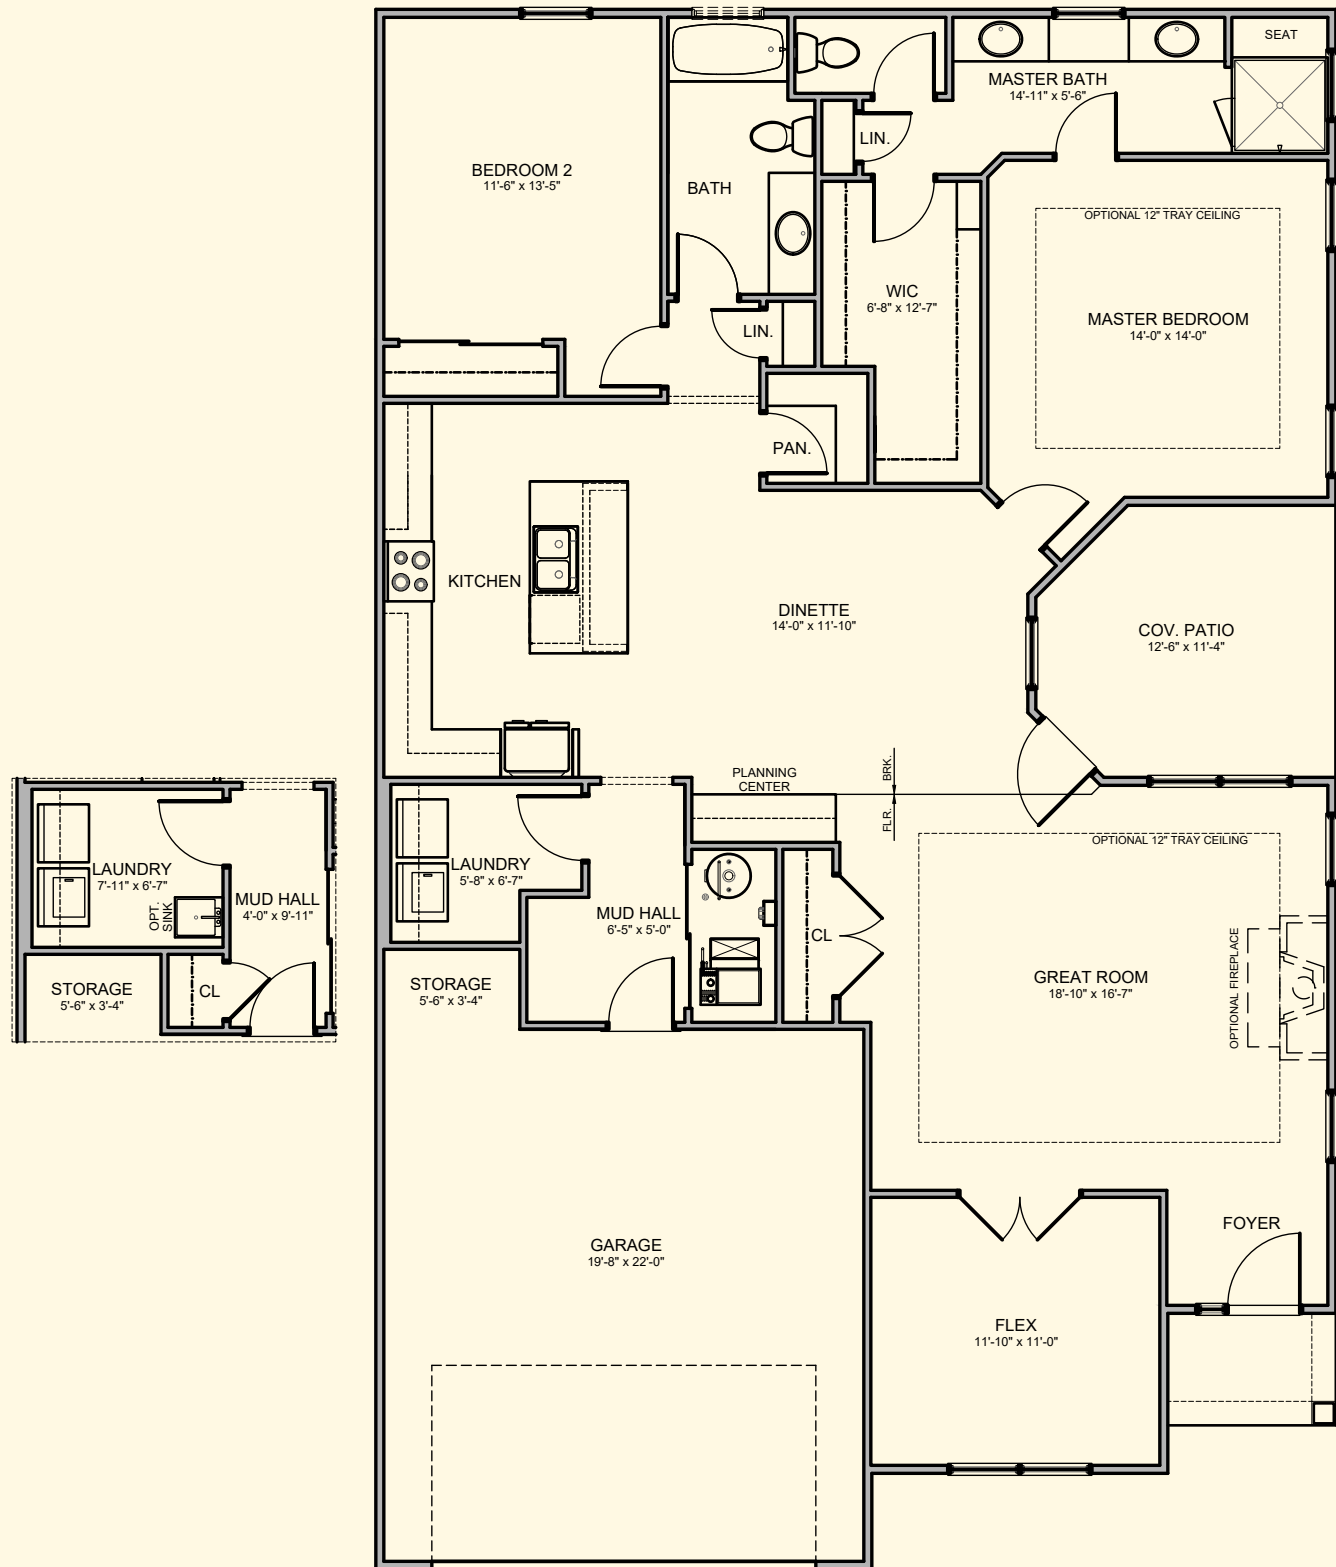 SEAT
MASTER BATH
14'-11" x 5'-6"
LIN.
BEDROOM 2
11'-6" x 13'-5"
BATH
OPTIONAL 12" TRAY CEILING
WIC
6'-8" x 12'-7"
MASTER BEDROOM
14'-0" x 14'-0"
LIN.
PAN.
KITCHEN
DINETTE
14'-0" x 11'-10"
COV. PATIO
12'-6" x 11'-4"
PLANNING
CENTER
BRK.
FLR.
OPTIONAL 12" TRAY CEILING
LAUNDRY
7'-11" x 6'-7"
OPT.
SINK
MUD HALL
4'-0" x 9'-11"
STORAGE
5'-6" x 3'-4"
CL
LAUNDRY
5'-8" x 6'-7"
MUD HALL
6'-5" x 5'-0"
CL
STORAGE
5'-6" x 3'-4"
GREAT ROOM
18'-10" x 16'-7"
OPTIONAL FIREPLACE
FOYER
GARAGE
19'-8" x 22'-0"
FLEX
11'-10" x 11'-0"